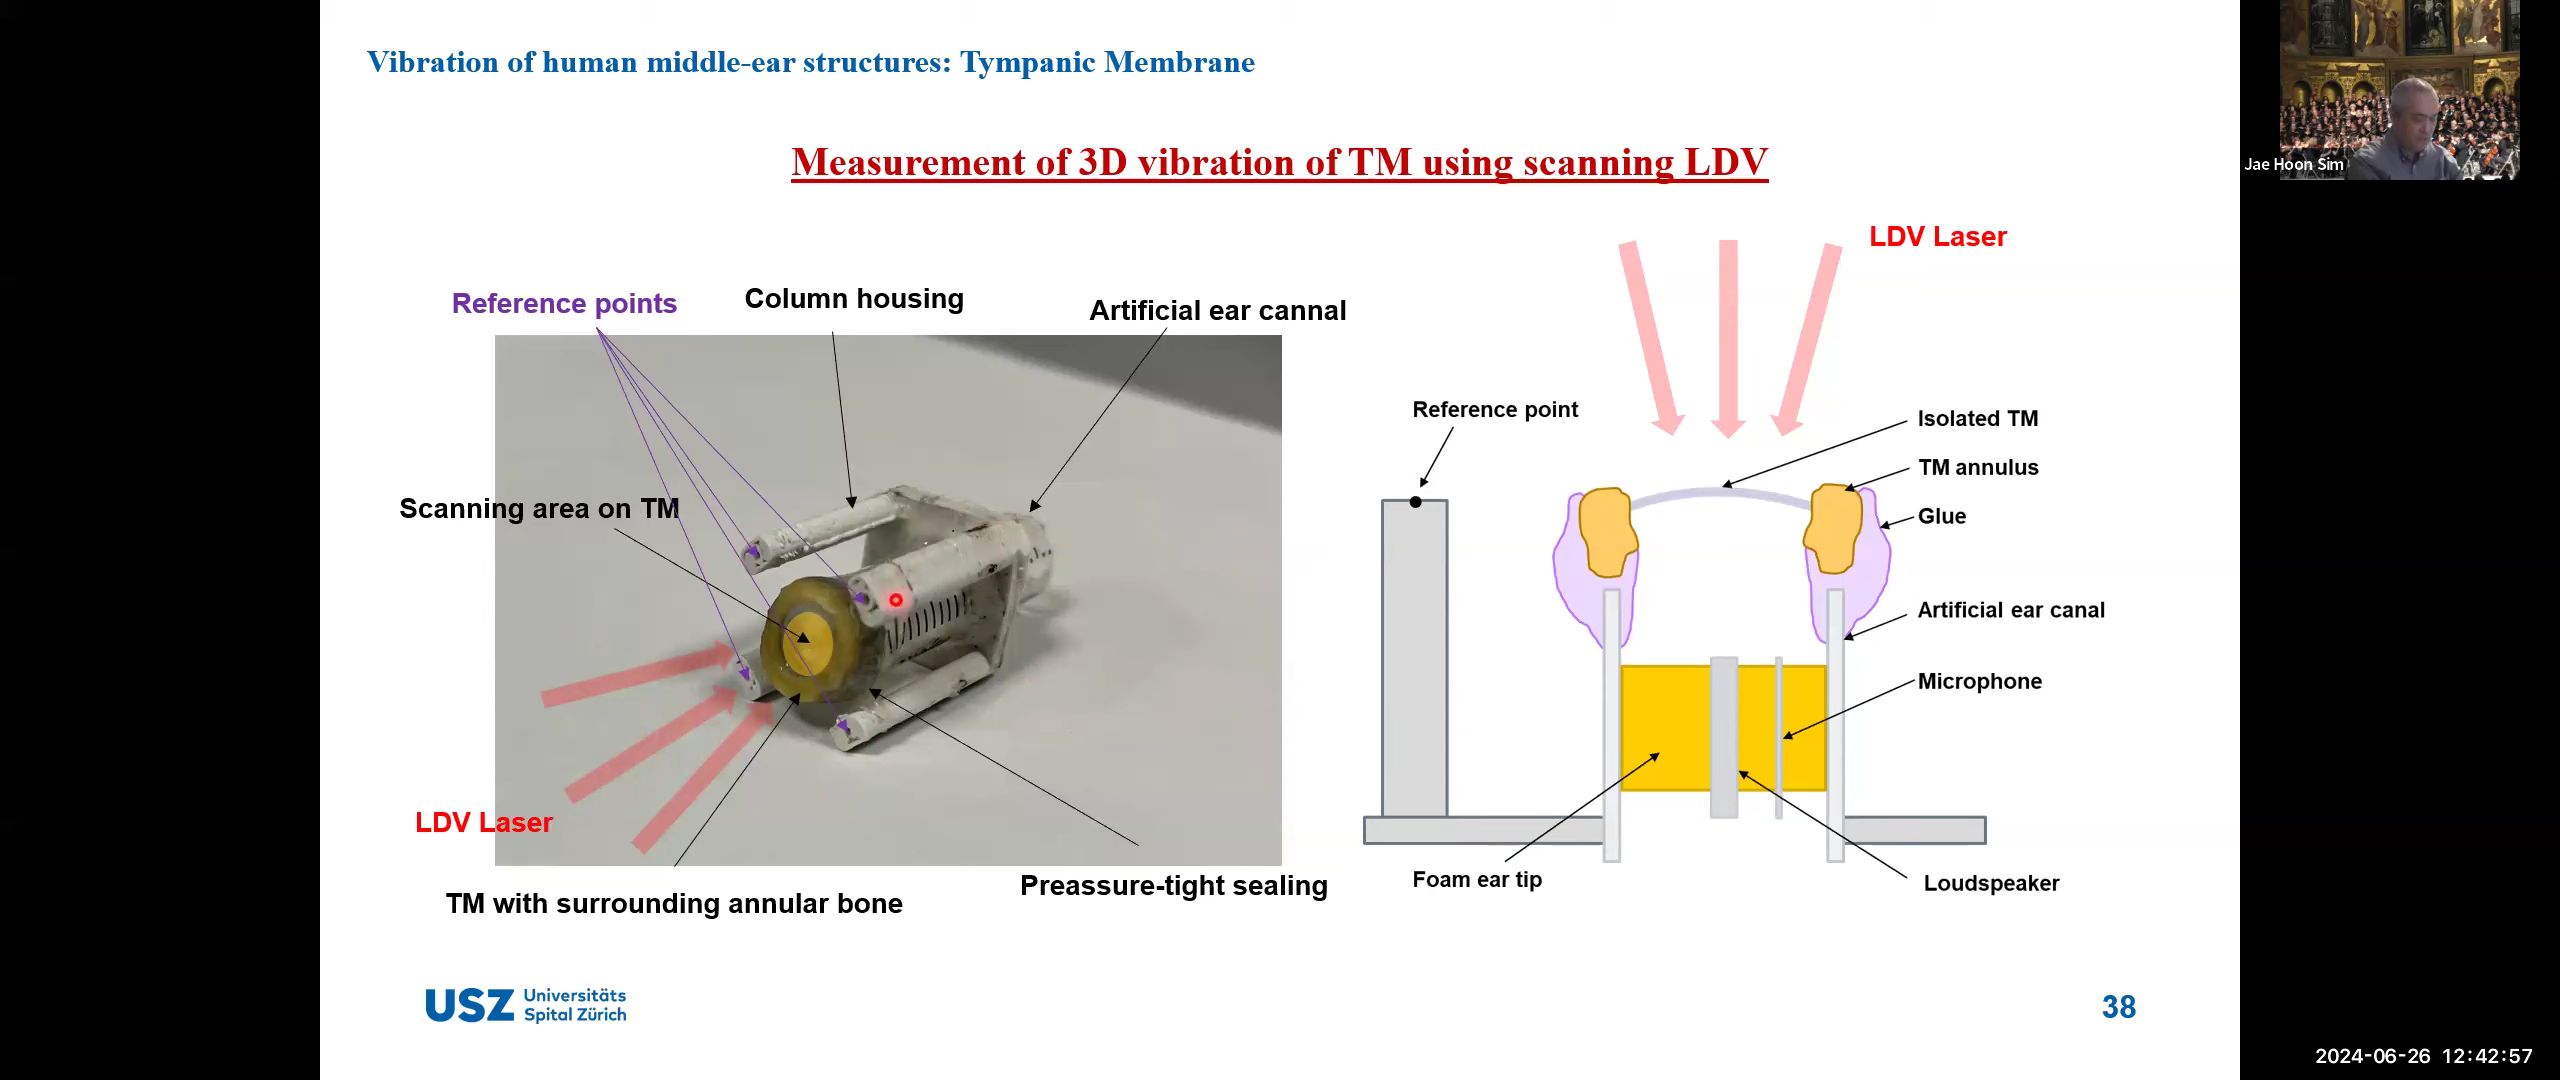 Vibration of human middle-ear structures: Tympanic Membrane
Jae Hoon Sim
Measurement of 3D vibration of TM using scanning LDV
LDV Laser
Reference points
Column housing
Artificial ear cannal
Reference point
Isolated TM
TM annulus
Scanning area on TM
Glue
Artificial ear canal
Microphone
LDV Laser
Foam ear tip
Loudspeaker
Preassure-tight sealing
TM with surrounding annular bone
USZ Universitäts
Spital Zürich
38
2024-06-26 12:42:57